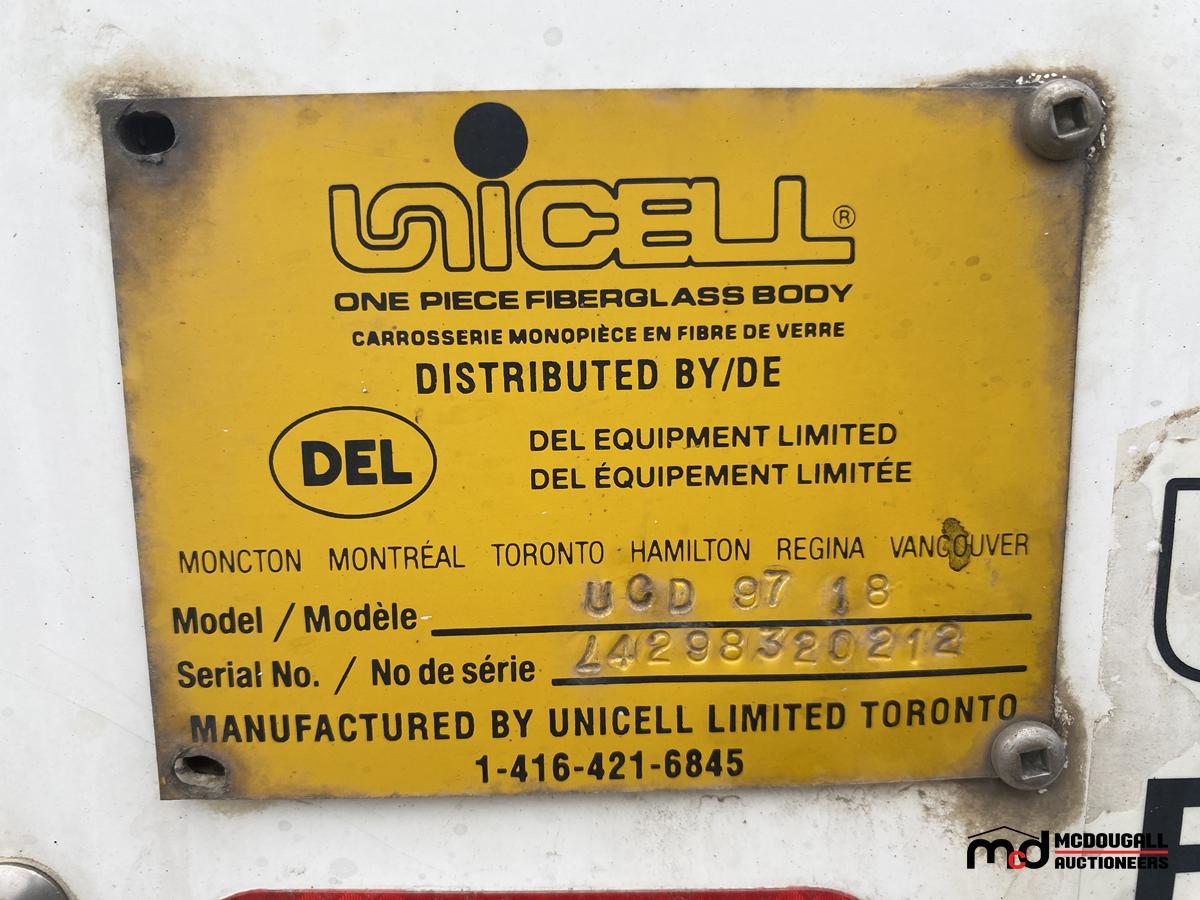 UNICELL®
ONE PIECE FIBERGLASS BODY
CARROSSERIE MONOPIÈCE EN FIBRE DE VERRE
DISTRIBUTED BY/DE
DEL
DEL EQUIPMENT LIMITED
DEL ÉQUIPEMENT LIMITÉE
MONCTON MONTRÉAL TORONTO HAMILTON REGINA VANCOUVER
Model / Modèle UCD 97 18
Serial No. / No de série L4298320212
MANUFACTURED BY UNICELL LIMITED TORONTO
1-416-421-6845
mcd MCDOUGALL
AUCTIONEERS